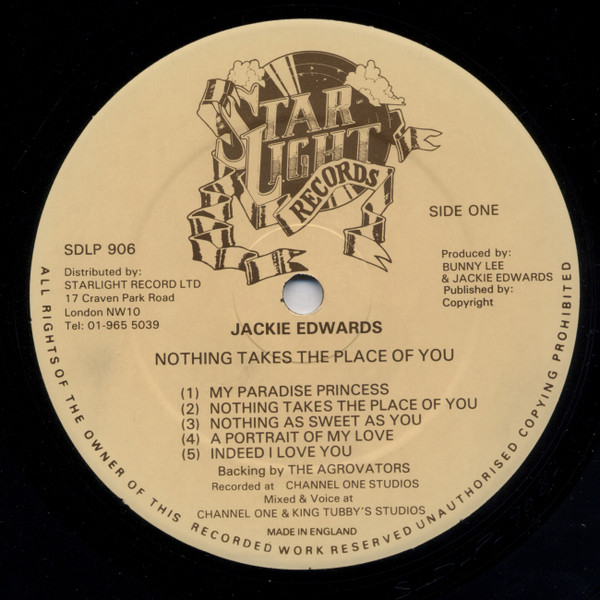 STAR
LIGHT
RECORDS
SIDE ONE
SDLP 906
Distributed by:
STARLIGHT RECORD LTD
17 Craven Park Road
London NW10
Tel: 01-965 5039
Produced by:
BUNNY LEE
& JACKIE EDWARDS
Published by:
Copyright
JACKIE EDWARDS
NOTHING TAKES THE PLACE OF YOU
(1) MY PARADISE PRINCESS
(2) NOTHING TAKES THE PLACE OF YOU
(3) NOTHING AS SWEET AS YOU
(4) A PORTRAIT OF MY LOVE
(5) INDEED I LOVE YOU
Backing by THE AGROVATORS
Recorded at CHANNEL ONE STUDIOS
Mixed & Voice at
CHANNEL ONE & KING TUBBY'S STUDIOS
MADE IN ENGLAND
ALL RIGHTS OF THE OWNER OF THIS RECORDED WORK RESERVED UNAUTHORISED COPYING PROHIBITED